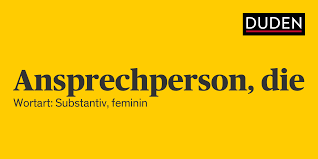 DUDEN
Ansprechperson, die
Wortart: Substantiv, feminin